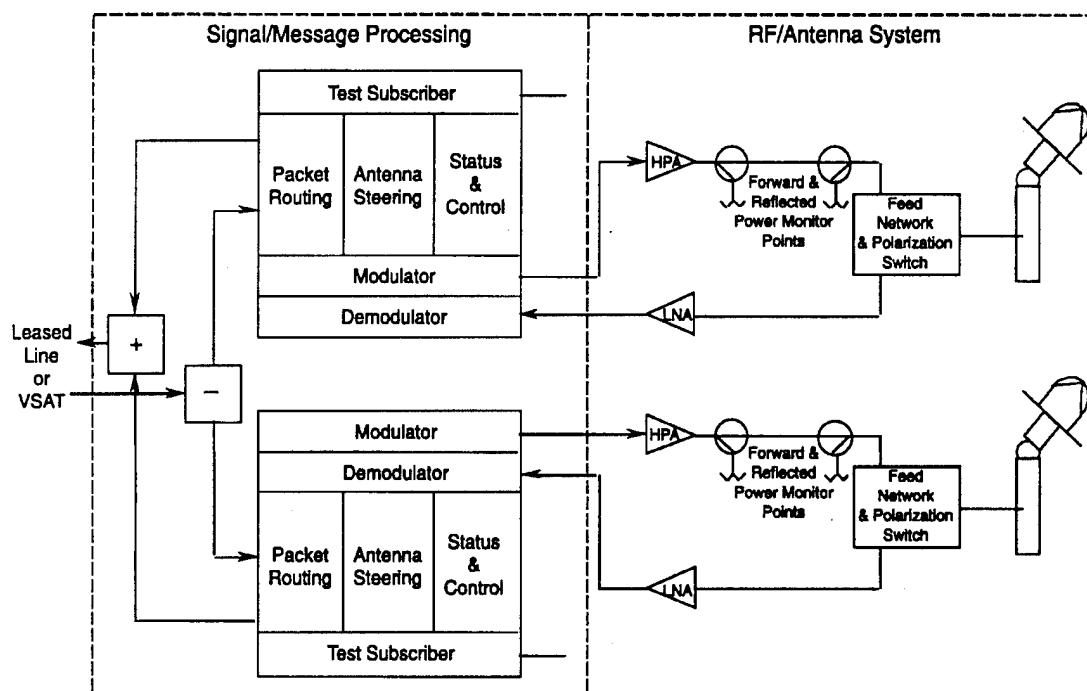 Signal/Message Processing
RF/Antenna System
Test Subscriber
Packet
Routing
Antenna
Steering
Status
&
Control
Modulator
Demodulator
HPA
Forward &
Reflected
Power Monitor
Points
Feed
Network
& Polarization
Switch
LNA
Leased
Line
or
VSAT
+
−
Modulator
Demodulator
Packet
Routing
Antenna
Steering
Status
&
Control
Test Subscriber
HPA
Forward &
Reflected
Power Monitor
Points
Feed
Network
& Polarization
Switch
LNA